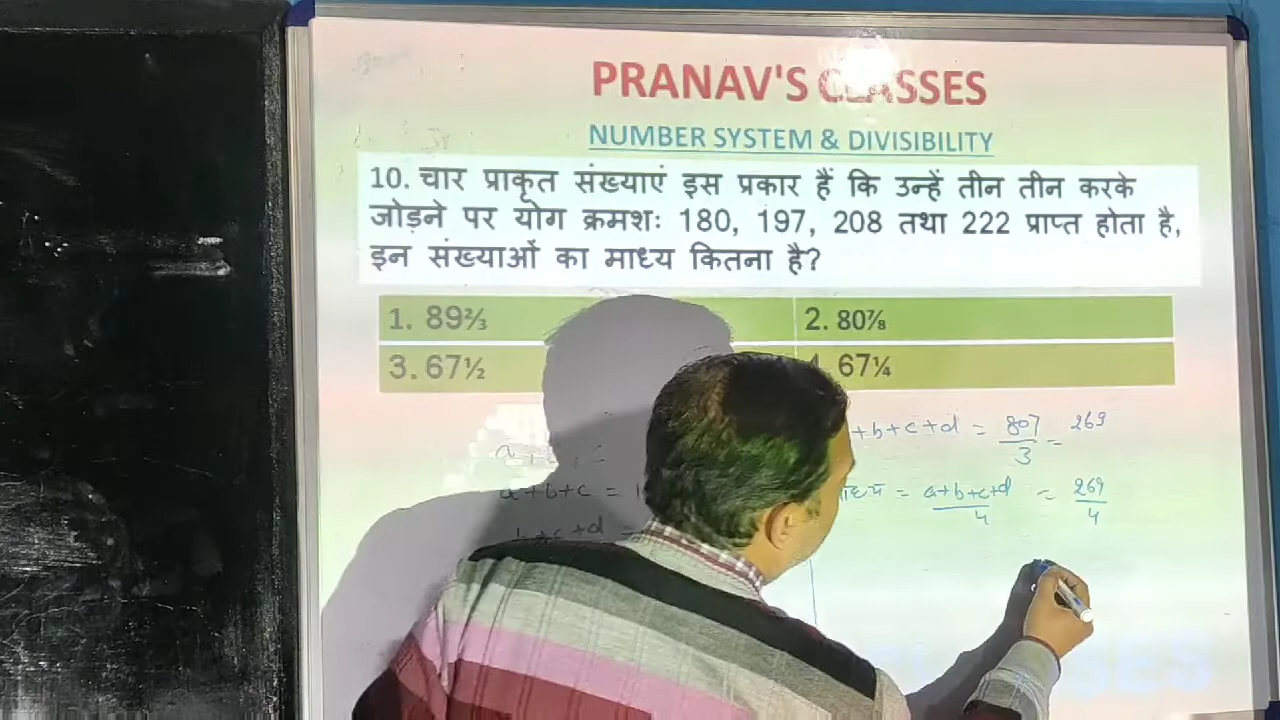 PRANAV'S CLASSES
NUMBER SYSTEM & DIVISIBILITY
10. चार प्राकृत संख्याएं इस प्रकार हैं कि उन्हें तीन तीन करके
जोड़ने पर योग क्रमशः 180, 197, 208 तथा 222 प्राप्त होता है,
इन संख्याओं का माध्य कितना है?
1. 89⅔
2. 80⅞
3. 67½
4. 67¼
+b+c+d = 807/3 = 269
a+b+c =
= a+b+c+d/4 = 269/4
b+c+d =